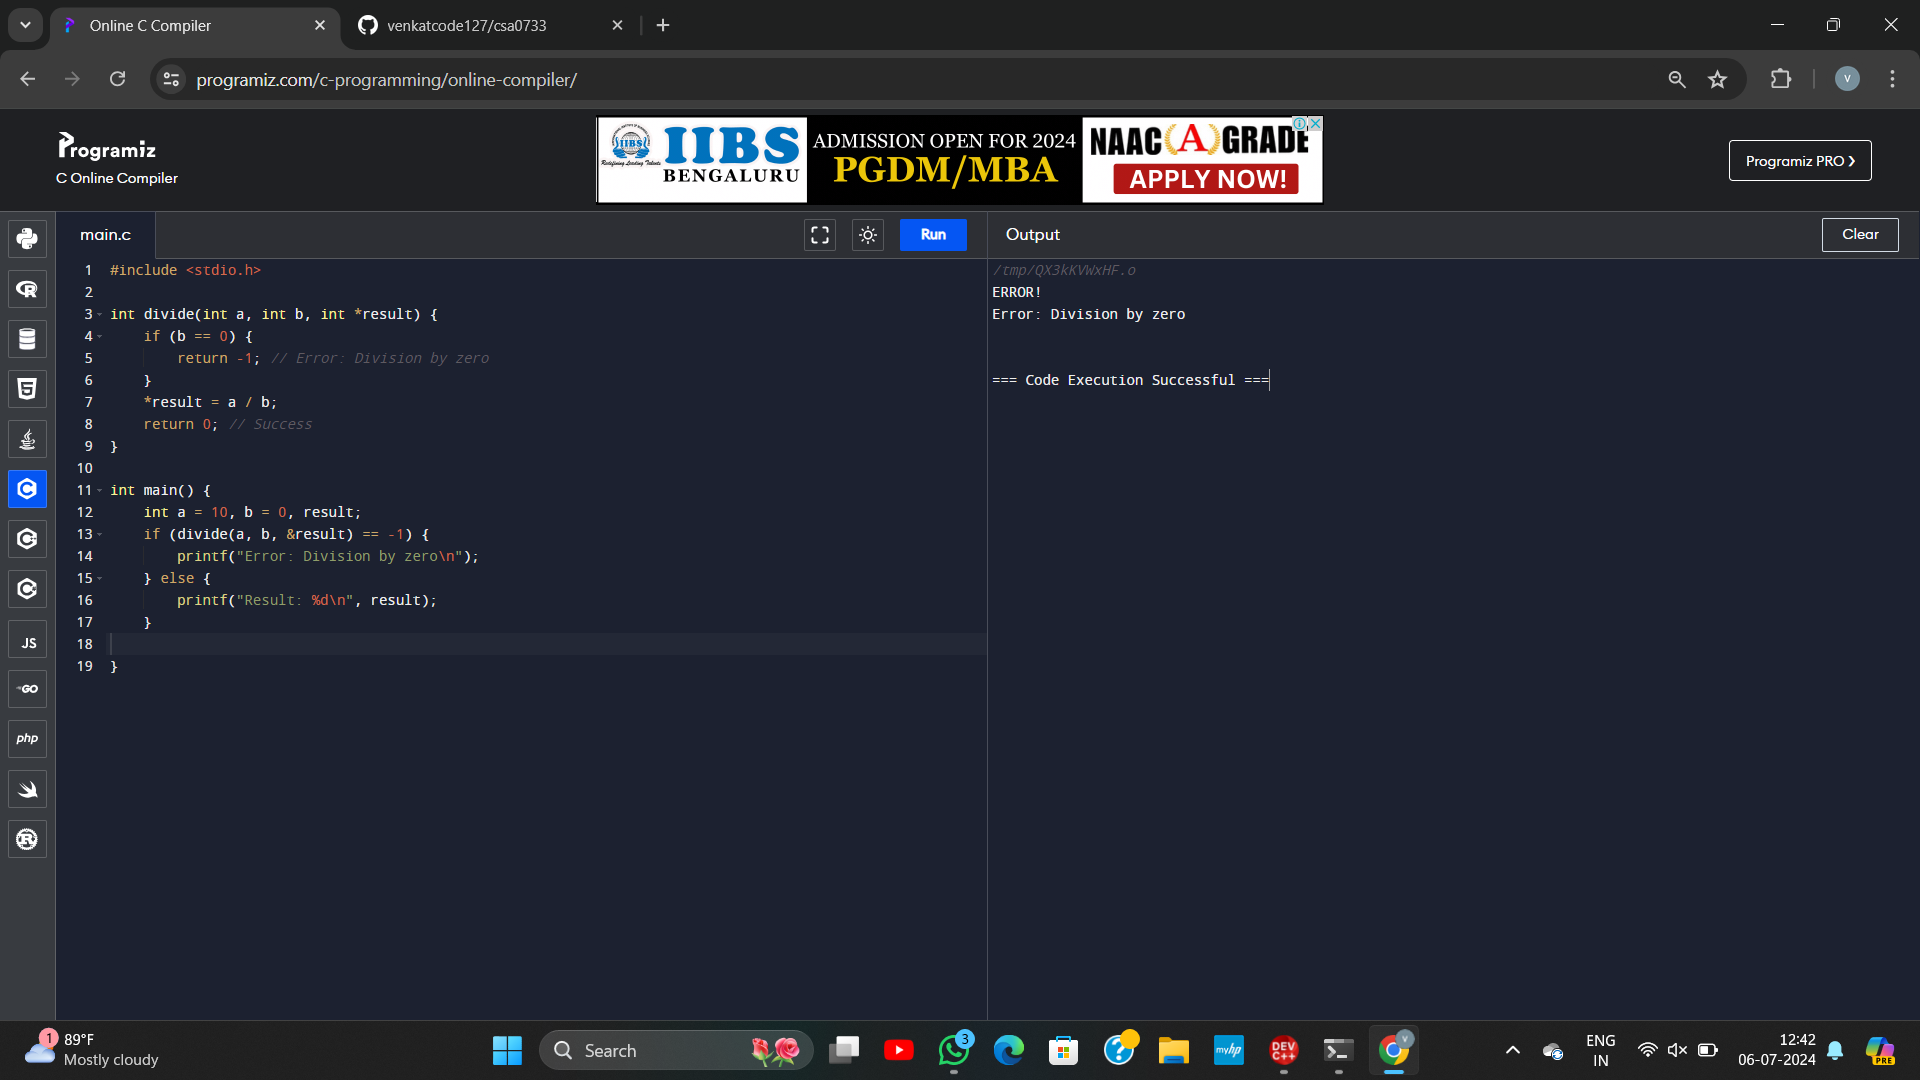 Online C Compiler
venkatcode127/csa0733
programiz.com/c-programming/online-compiler/
V
Programiz
C Online Compiler
IIBS
BENGALURU
ADMISSION OPEN FOR 2024
PGDM/MBA
NAAC A GRADE
APPLY NOW!
Programiz PRO
main.c
Run
Output
Clear
1 #include <stdio.h>
2
3 int divide(int a, int b, int *result) {
4     if (b == 0) {
5         return -1; // Error: Division by zero
6     }
7     *result = a / b;
8     return 0; // Success
9 }
10
11 int main() {
12     int a = 10, b = 0, result;
13     if (divide(a, b, &result) == -1) {
14         printf("Error: Division by zero\n");
15     } else {
16         printf("Result: %d\n", result);
17     }
18
19 }
/tmp/QX3kKVWxHF.o
ERROR!
Error: Division by zero
=== Code Execution Successful ===
JS
GO
php
1
89°F
Mostly cloudy
Search
3
myhp
DEV
C++
V
ENG
IN
12:42
06-07-2024
PRE